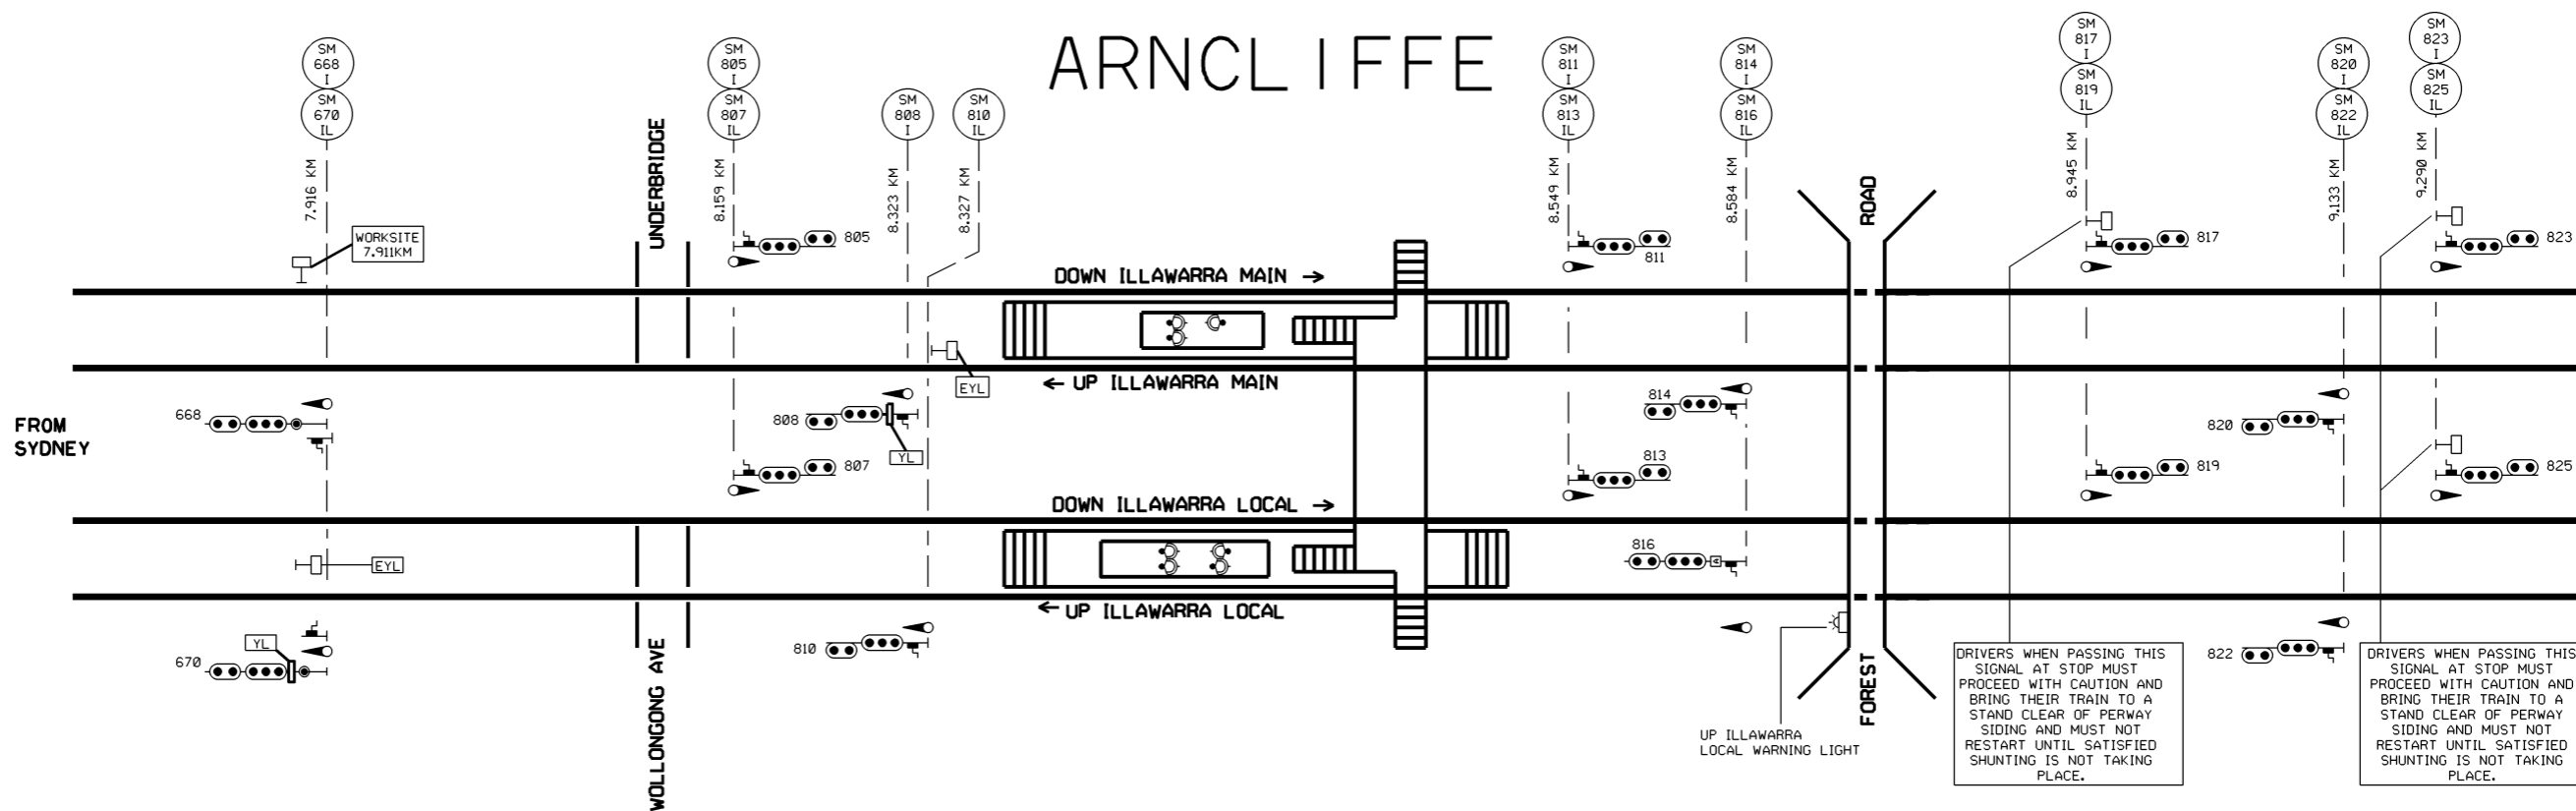 ARNCLIFFE
SM
668
I
SM
670
IL
7.916 KM
WORKSITE
7.911KM
UNDERBRIDGE
SM
805
I
SM
807
IL
8.159 KM
805
SM
808
I
8.323 KM
SM
810
IL
8.327 KM
SM
811
I
SM
813
IL
8.549 KM
811
SM
814
I
SM
816
IL
8.584 KM
ROAD
SM
817
I
SM
819
IL
8.945 KM
817
SM
820
I
SM
822
IL
9.133 KM
SM
823
I
SM
825
IL
9.290 KM
823
DOWN ILLAWARRA MAIN →
← UP ILLAWARRA MAIN
EYL
FROM
SYDNEY
668
808
YL
807
814
813
820
819
825
DOWN ILLAWARRA LOCAL →
EYL
816
← UP ILLAWARRA LOCAL
YL
670
810
WOLLONGONG AVE
UP ILLAWARRA
LOCAL WARNING LIGHT
FOREST
DRIVERS WHEN PASSING THIS
SIGNAL AT STOP MUST
PROCEED WITH CAUTION AND
BRING THEIR TRAIN TO A
STAND CLEAR OF PERWAY
SIDING AND MUST NOT
RESTART UNTIL SATISFIED
SHUNTING IS NOT TAKING
PLACE.
822
DRIVERS WHEN PASSING THIS
SIGNAL AT STOP MUST
PROCEED WITH CAUTION AND
BRING THEIR TRAIN TO A
STAND CLEAR OF PERWAY
SIDING AND MUST NOT
RESTART UNTIL SATISFIED
SHUNTING IS NOT TAKING
PLACE.